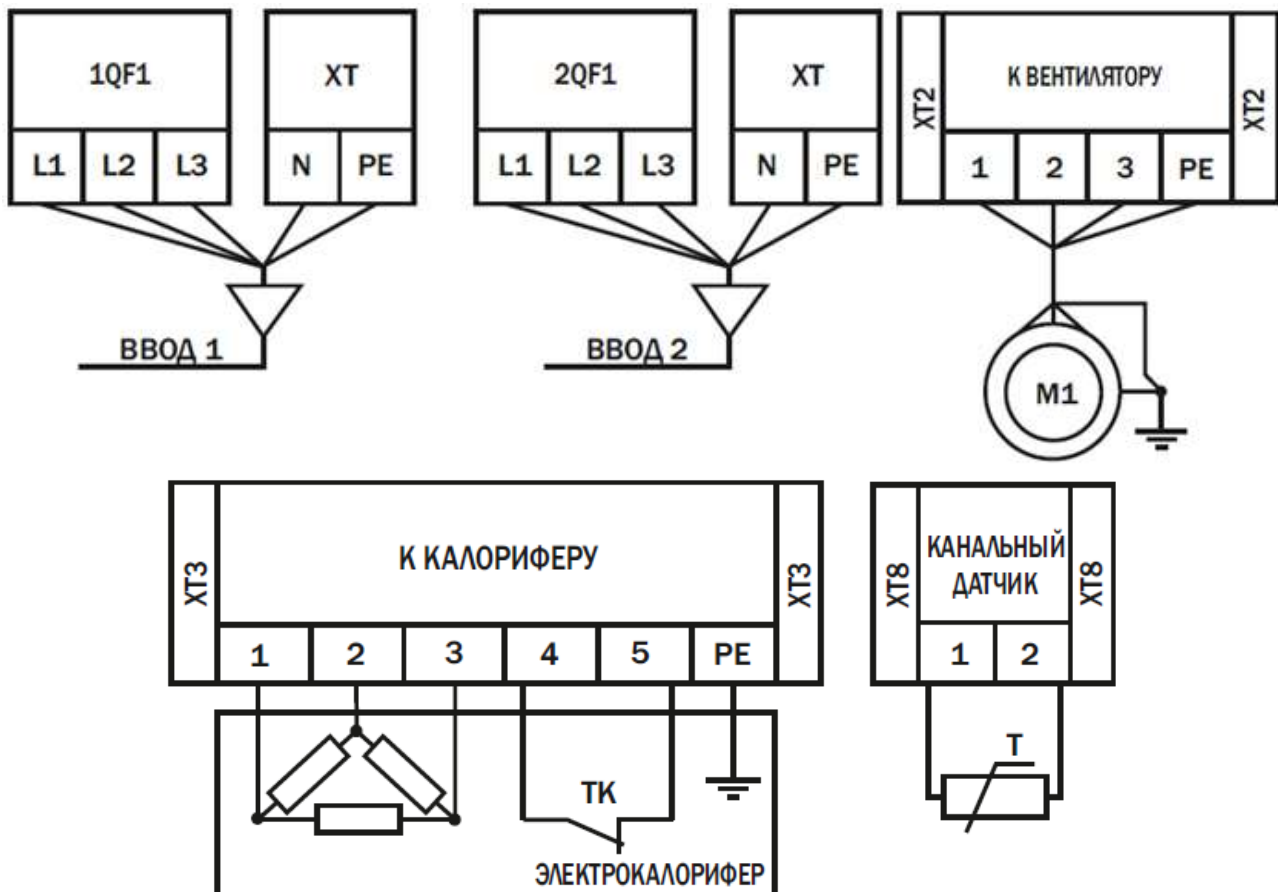 1QF1
L1 L2 L3
XT
N PE
ВВОД 1
2QF1
L1 L2 L3
XT
N PE
ВВОД 2
XT2
К ВЕНТИЛЯТОРУ
XT2
1 2 3 PE
M1
XT3
К КАЛОРИФЕРУ
XT3
1 2 3 4 5 PE
ТК
ЭЛЕКТРОКАЛОРИФЕР
XT8
КАНАЛЬНЫЙ
ДАТЧИК
XT8
1 2
T